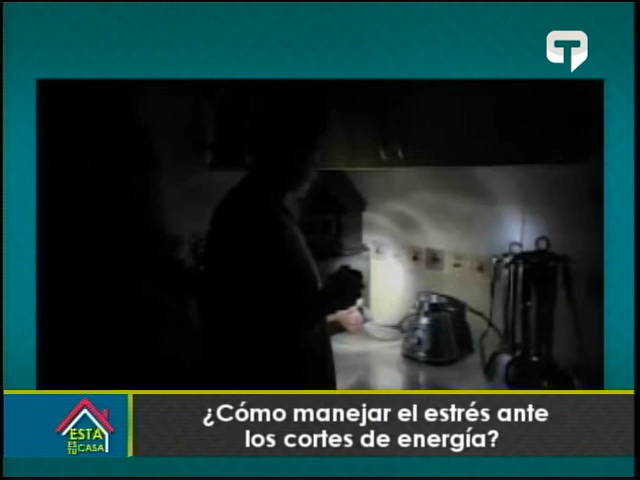 ¿Cómo manejar el estrés ante
los cortes de energía?
ESTA
ES
TU CASA